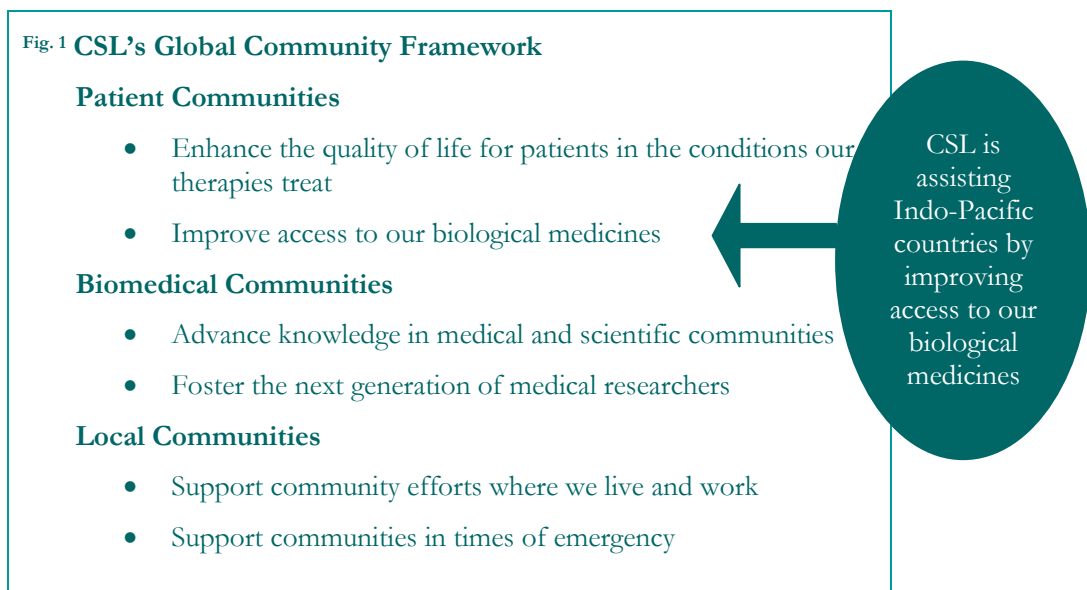 Fig. 1 CSL’s Global Community Framework
Patient Communities
• Enhance the quality of life for patients in the conditions our
therapies treat
• Improve access to our biological medicines
Biomedical Communities
• Advance knowledge in medical and scientific communities
• Foster the next generation of medical researchers
Local Communities
• Support community efforts where we live and work
• Support communities in times of emergency
CSL is
assisting
Indo-Pacific
countries by
improving
access to our
biological
medicines